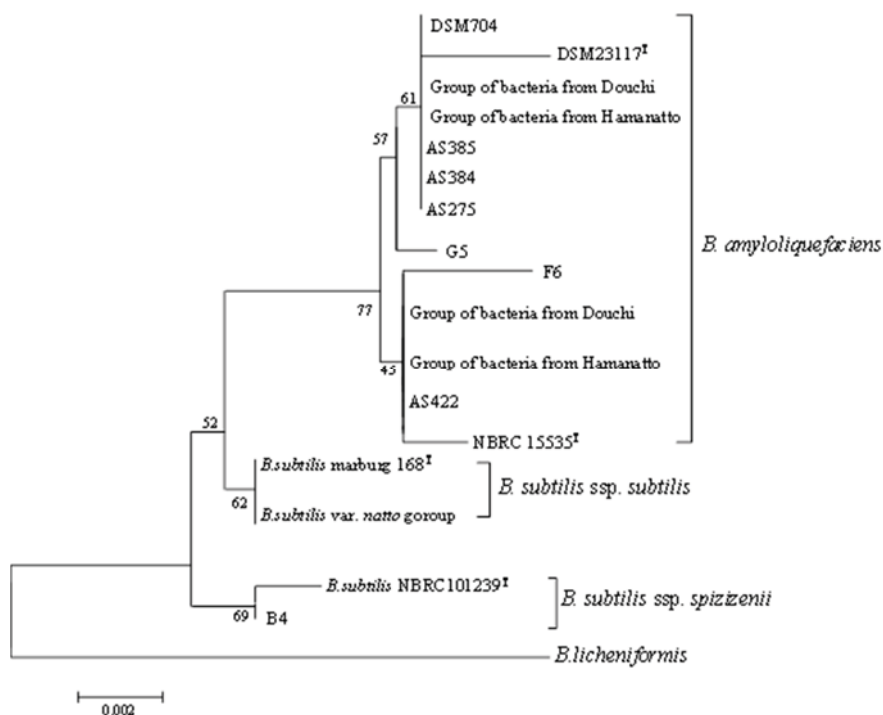 DSM704
DSM23117ᵀ
61
Group of bacteria from Douchi
Group of bacteria from Hamanatto
57
AS385
AS384
AS275
B. amyloliquefaciens
G5
F6
77
Group of bacteria from Douchi
Group of bacteria from Hamanatto
45
AS422
52
NBRC 15535ᵀ
B.subtilis marburg 168ᵀ
B. subtilis ssp. subtilis
62
B.subtilis var. natto goroup
B.subtilis NBRC101239ᵀ
B. subtilis ssp. spizizenii
69
B4
B.licheniformis
0.002